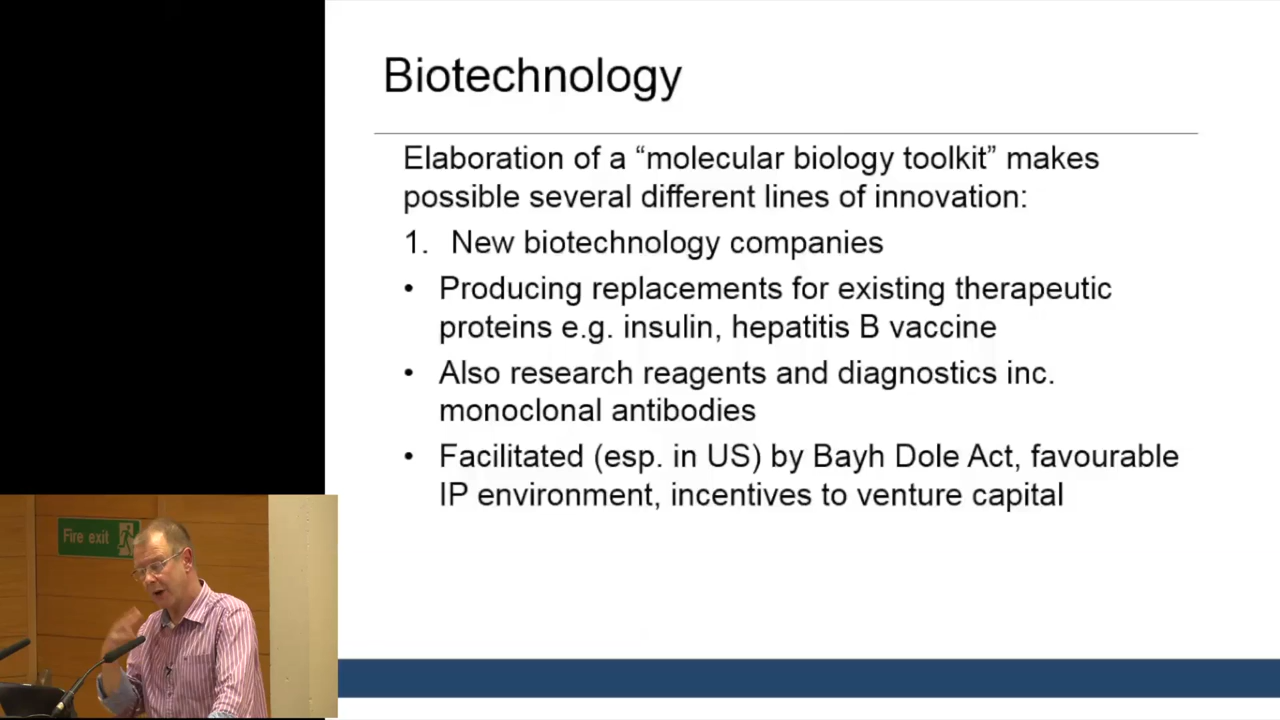 Biotechnology
Elaboration of a “molecular biology toolkit” makes
possible several different lines of innovation:
1. New biotechnology companies
• Producing replacements for existing therapeutic
proteins e.g. insulin, hepatitis B vaccine
• Also research reagents and diagnostics inc.
monoclonal antibodies
• Facilitated (esp. in US) by Bayh Dole Act, favourable
IP environment, incentives to venture capital
Fire exit